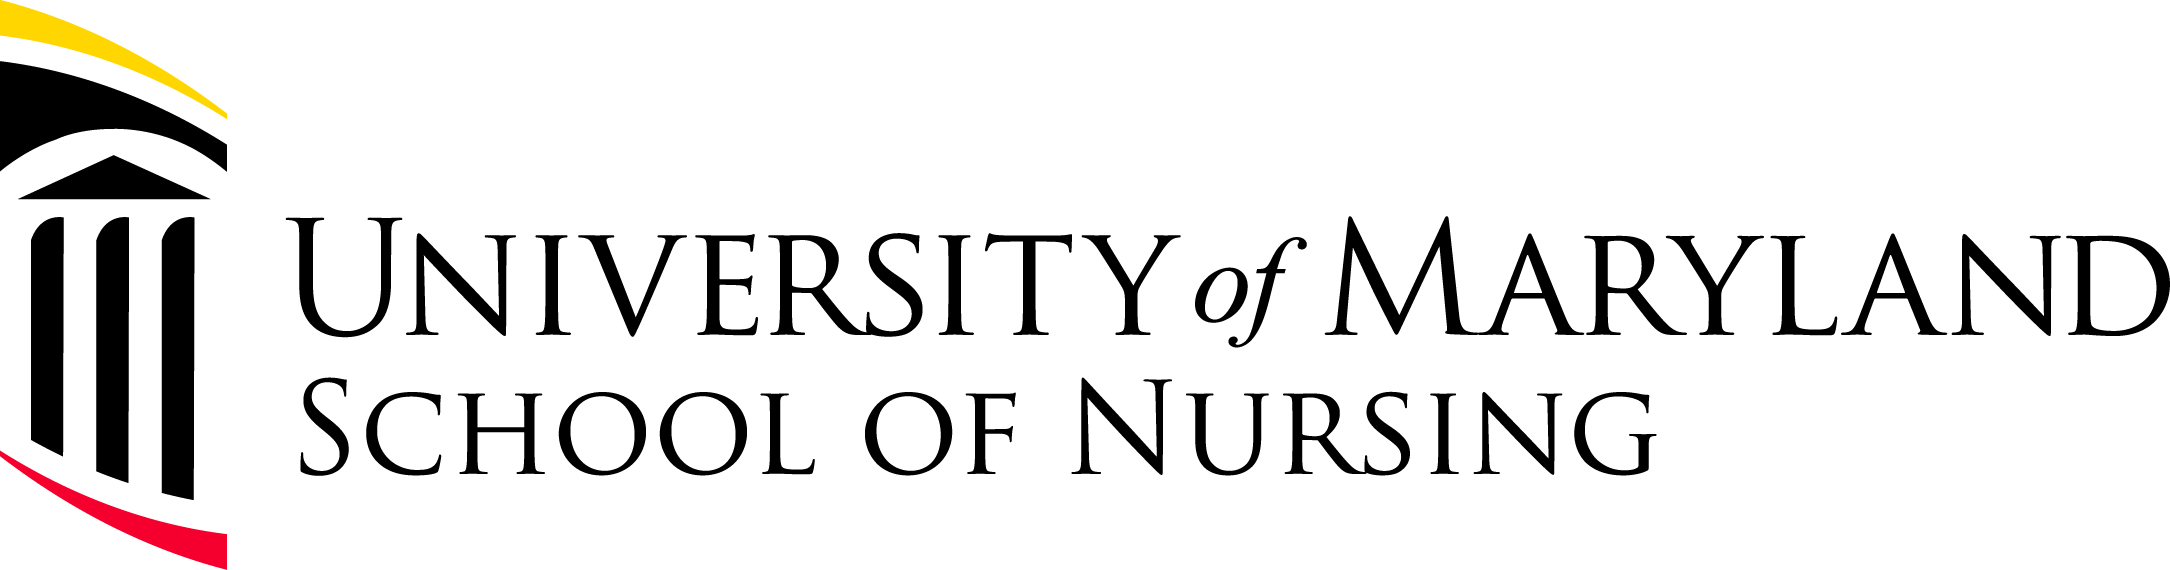 UNIVERSITY of MARYLAND
SCHOOL OF NURSING